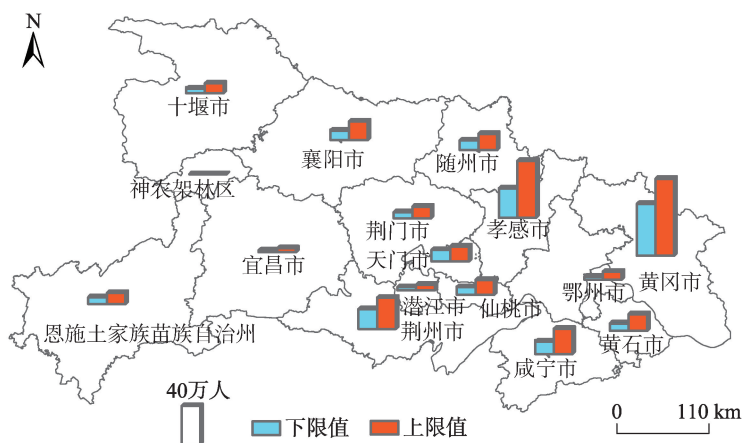 N
十堰市
襄阳市
随州市
神农架林区
荆门市
孝感市
天门市
宜昌市
黄冈市
鄂州市
潜江市
仙桃市
恩施土家族苗族自治州
荆州市
黄石市
咸宁市
40万人
下限值
上限值
0 110 km